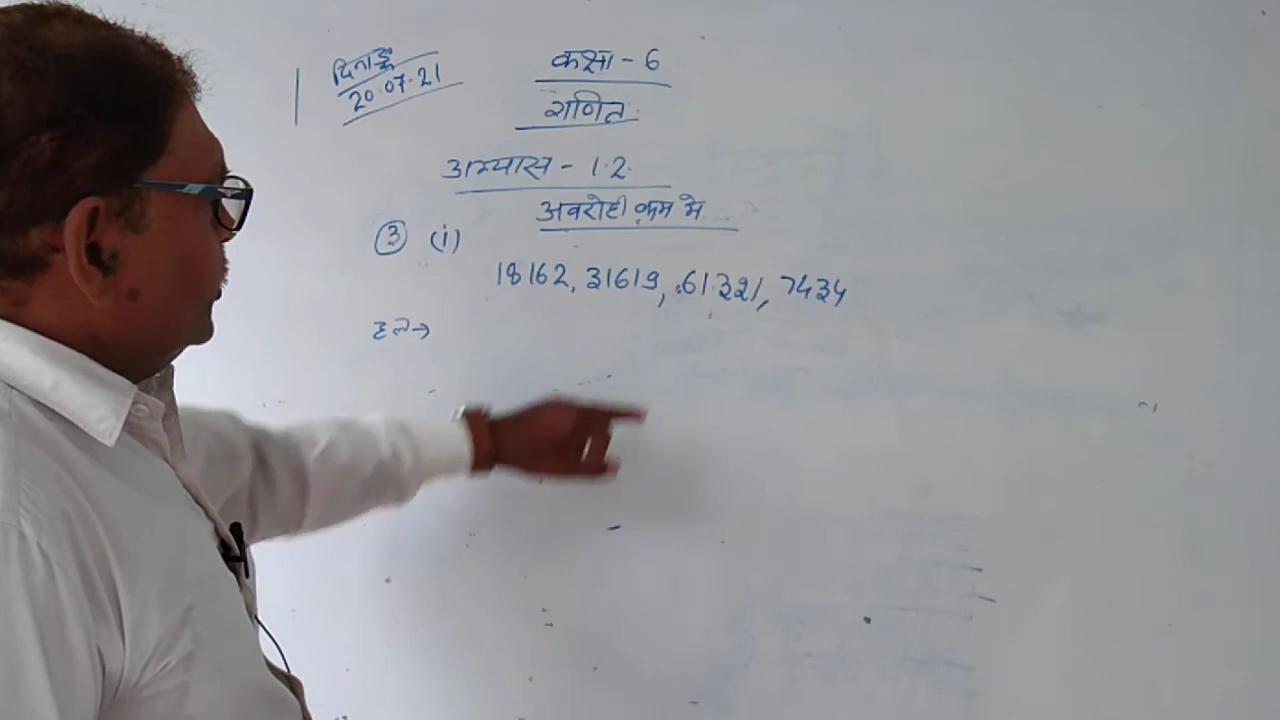 दिनाङ्क
20.07.21
कक्षा - 6
गणित
अभ्यास - 1.2
अवरोही क्रम मे
③ (i)
18162, 31619, 61321, 7434
हल→